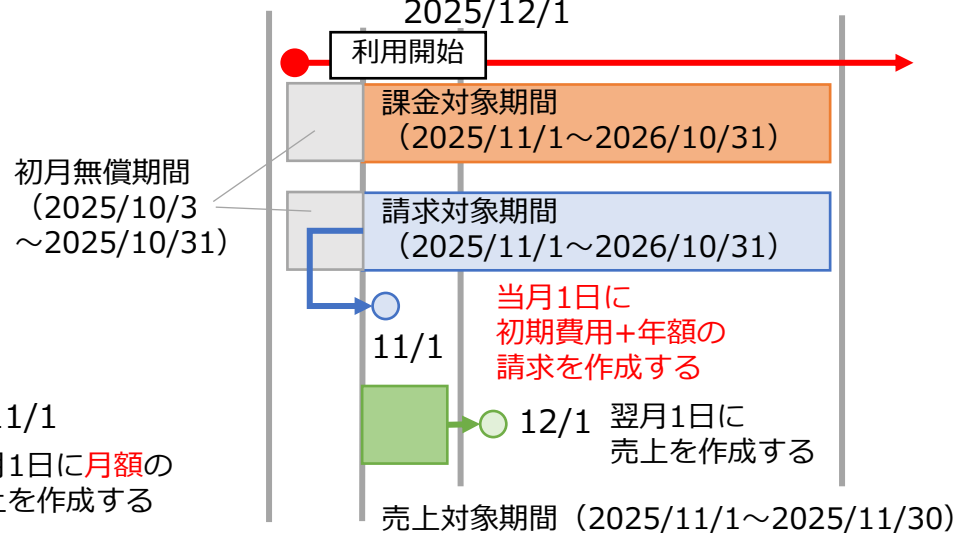 2025/12/1
利用開始
課金対象期間
（2025/11/1～2026/10/31）
初月無償期間
（2025/10/3
～2025/10/31）
請求対象期間
（2025/11/1～2026/10/31）
当月1日に
初期費用+年額の
請求を作成する
11/1
12/1
翌月1日に
売上を作成する
1/1
1日に月額の
を作成する
売上対象期間（2025/11/1～2025/11/30）